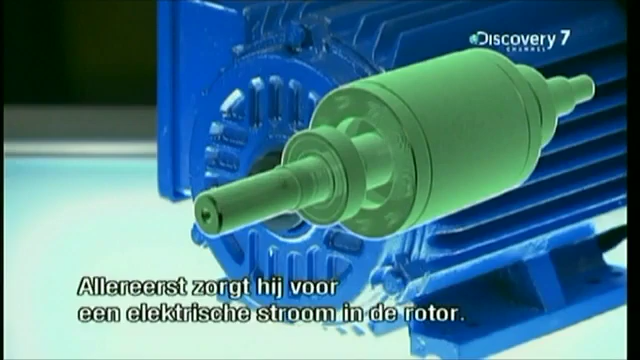 Discovery 7
CHANNEL
Allereerst zorgt hij voor
een elektrische stroom in de rotor.